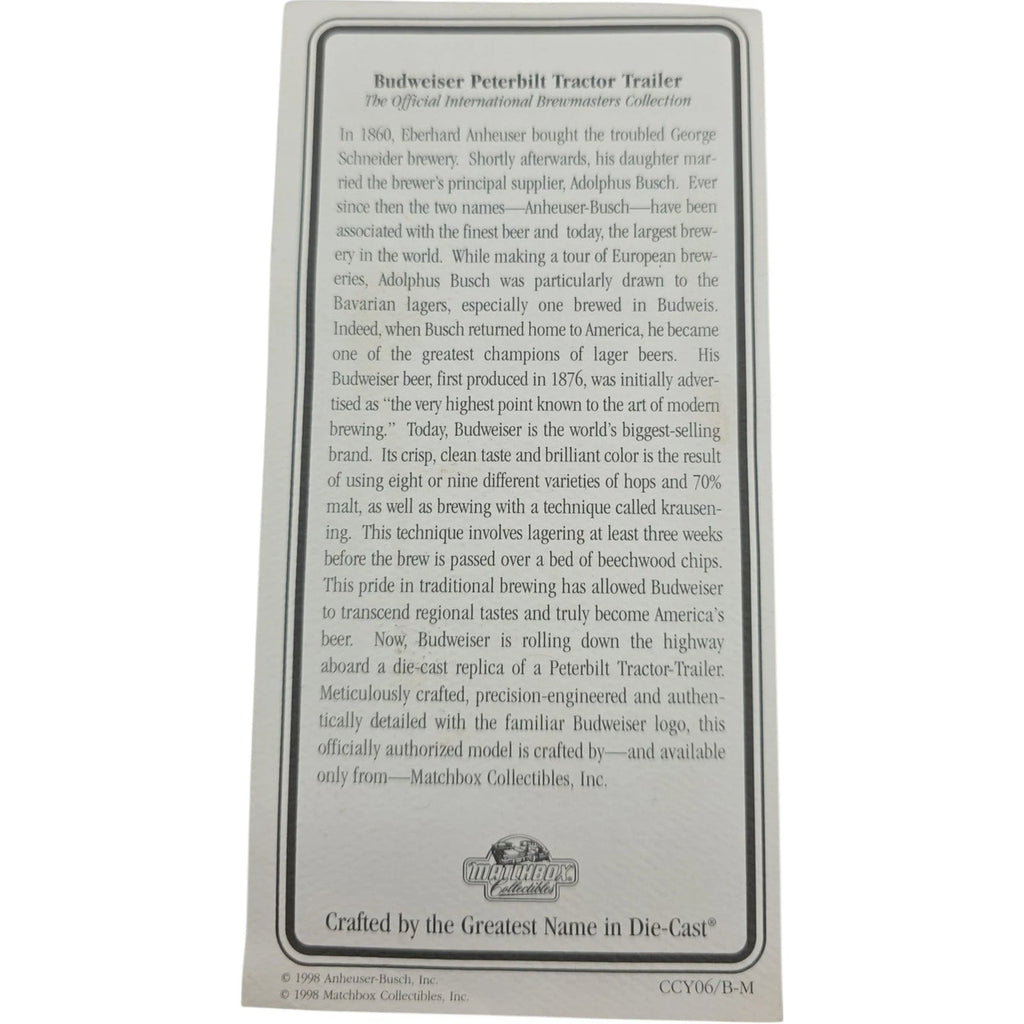 Budweiser Peterbilt Tractor Trailer
The Official International Brewmasters Collection
In 1860, Eberhard Anheuser bought the troubled George
Schneider brewery. Shortly afterwards, his daughter mar-
ried the brewer's principal supplier, Adolphus Busch. Ever
since then the two names—Anheuser-Busch—have been
associated with the finest beer and today, the largest brew-
ery in the world. While making a tour of European brew-
eries, Adolphus Busch was particularly drawn to the
Bavarian lagers, especially one brewed in Budweis.
Indeed, when Busch returned home to America, he became
one of the greatest champions of lager beers. His
Budweiser beer, first produced in 1876, was initially adver-
tised as “the very highest point known to the art of modern
brewing.” Today, Budweiser is the world's biggest-selling
brand. Its crisp, clean taste and brilliant color is the result
of using eight or nine different varieties of hops and 70%
malt, as well as brewing with a technique called krausen-
ing. This technique involves lagering at least three weeks
before the brew is passed over a bed of beechwood chips.
This pride in traditional brewing has allowed Budweiser
to transcend regional tastes and truly become America's
beer. Now, Budweiser is rolling down the highway
aboard a die-cast replica of a Peterbilt Tractor-Trailer.
Meticulously crafted, precision-engineered and authen-
tically detailed with the familiar Budweiser logo, this
officially authorized model is crafted by—and available
only from—Matchbox Collectibles, Inc.
MATCHBOX
Collectibles
Crafted by the Greatest Name in Die-Cast®
© 1998 Anheuser-Busch, Inc.
© 1998 Matchbox Collectibles, Inc.
CCY06/B-M